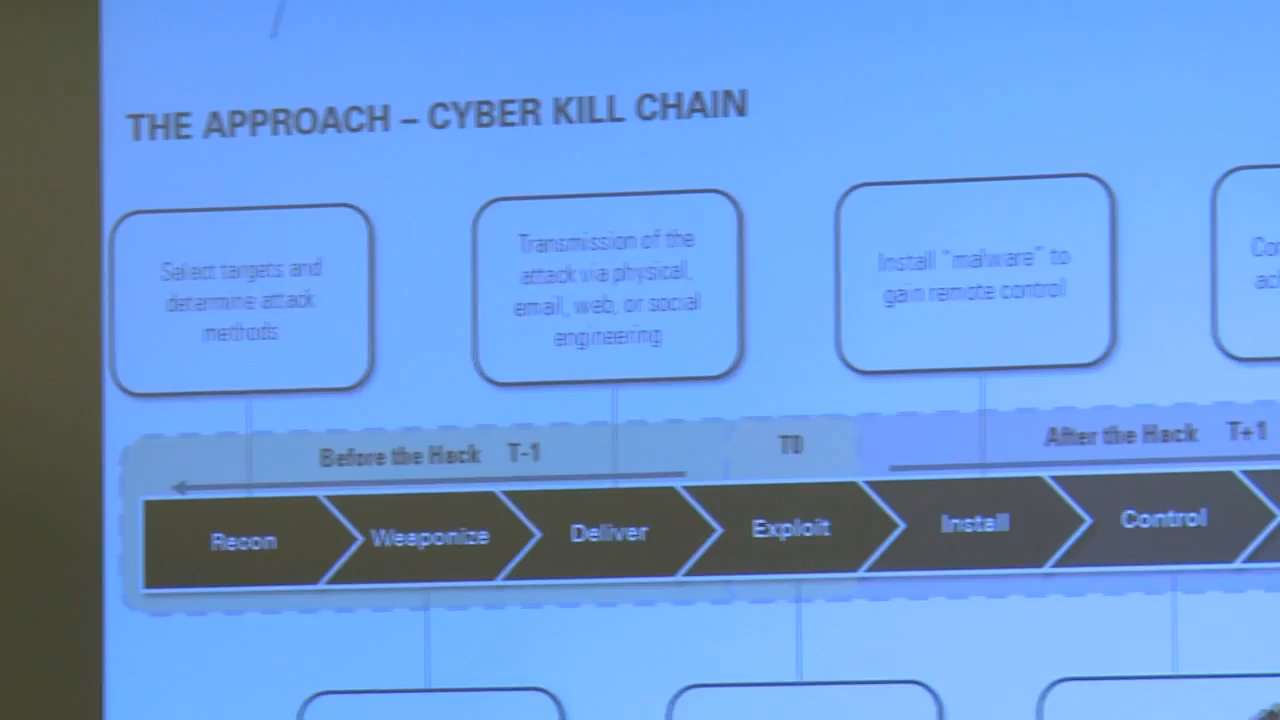 THE APPROACH – CYBER KILL CHAIN
Select targets and
determine attack
methods
Transmission of the
attack via physical,
email, web, or social
engineering
Install "malware" to
gain remote control
Before the Hack T-1
T0
After the Hack T+1
Recon
Weaponize
Deliver
Exploit
Install
Control